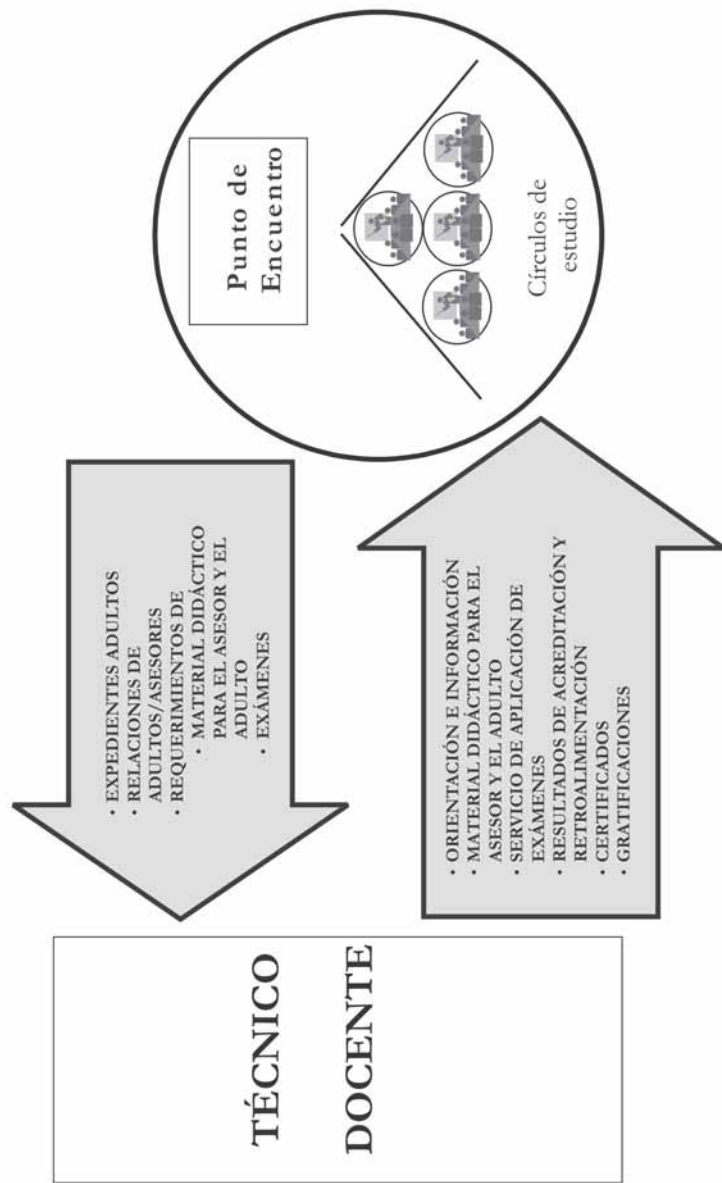 TÉCNICO
DOCENTE
• EXPEDIENTES ADULTOS
• RELACIONES DE
ADULTOS/ASESORES
• REQUERIMIENTOS DE
• MATERIAL DIDÁCTICO
PARA EL ASESOR Y EL
ADULTO
• EXÁMENES
• ORIENTACIÓN E INFORMACIÓN
• MATERIAL DIDÁCTICO PARA EL
ASESOR Y EL ADULTO
• SERVICIO DE APLICACIÓN DE
EXÁMENES
• RESULTADOS DE ACREDITACIÓN Y
RETROALIMENTACIÓN
• CERTIFICADOS
• GRATIFICACIONES
Punto de
Encuentro
Círculos de
estudio